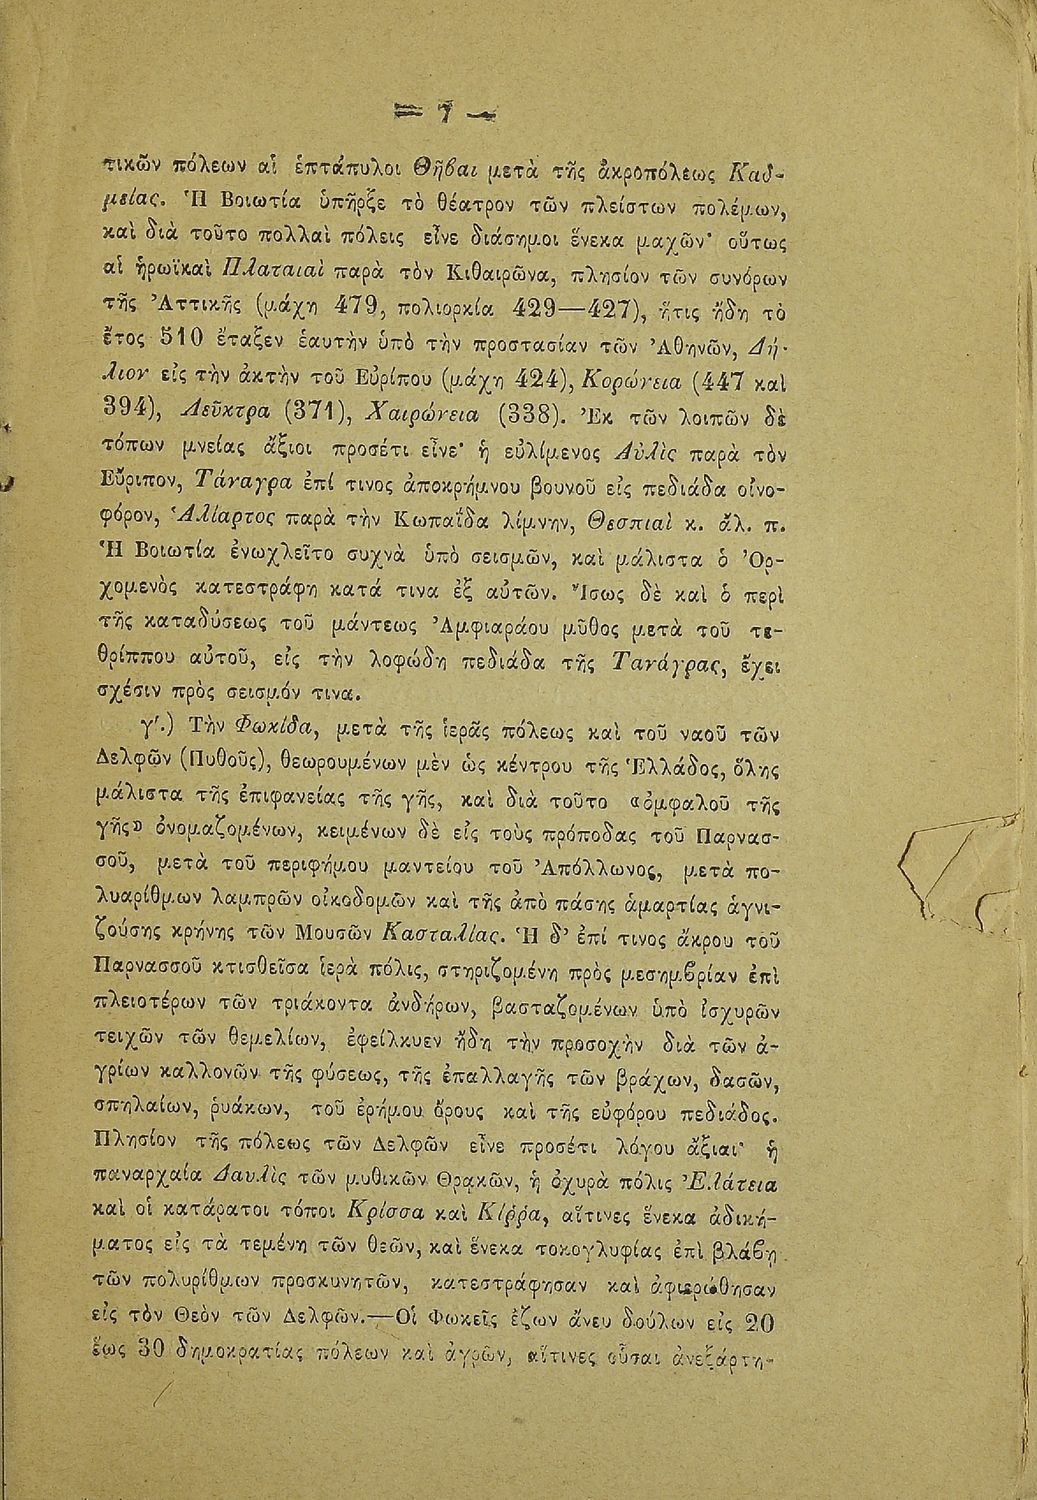 = 7 —
τικῶν πόλεων αἱ ἑπτάπυλοι Θῆβαι μετὰ τῆς ἀκροπόλεως Καδ-
μείας. Ἡ Βοιωτία ὑπῆρξε τὸ θέατρον τῶν πλείστων πολέμων,
καὶ διὰ τοῦτο πολλαὶ πόλεις εἶνε διάσημοι ἕνεκα μαχῶν· οὕτως
αἱ ἡρωϊκαὶ Πλαταιαὶ παρὰ τὸν Κιθαιρῶνα, πλησίον τῶν συνόρων
τῆς Ἀττικῆς (μάχη 479, πολιορκία 429—427), ἥτις ἤδη τὸ
ἔτος 510 ἔταξεν ἑαυτὴν ὑπὸ τὴν προστασίαν τῶν Ἀθηνῶν, Δή-
λιον εἰς τὴν ἀκτὴν τοῦ Εὐρίπου (μάχη 424), Κορώνεια (447 καὶ
394), Λεῦκτρα (371), Χαιρώνεια (338). Ἐκ τῶν λοιπῶν δὲ
τόπων μνείας ἄξιοι προσέτι εἶνε· ἡ εὐλίμενος Αὐλὶς παρὰ τὸν
Εὔριπον, Τάναγρα ἐπί τινος ἀποκρήμνου βουνοῦ εἰς πεδιάδα οἰνο-
φόρον, Ἁλίαρτος παρὰ τὴν Κωπαΐδα λίμνην, Θεσπιαὶ κ. ἄλ. π.
Ἡ Βοιωτία ἐνωχλεῖτο συχνὰ ὑπὸ σεισμῶν, καὶ μάλιστα ὁ Ὀρ-
χομενὸς κατεστράφη κατά τινα ἐξ αὐτῶν. Ἴσως δὲ καὶ ὁ περὶ
τῆς καταδύσεως τοῦ μάντεως Ἀμφιαράου μῦθος μετὰ τοῦ τε-
θρίππου αὐτοῦ, εἰς τὴν λοφώδη πεδιάδα τῆς Τανάγρας, ἔχει
σχέσιν πρὸς σεισμόν τινα.
γ΄.) Τὴν Φωκίδα, μετὰ τῆς ἱερᾶς πόλεως καὶ τοῦ ναοῦ τῶν
Δελφῶν (Πυθοῦς), θεωρουμένων μὲν ὡς κέντρου τῆς Ἑλλάδος, ὅλης
μάλιστα τῆς ἐπιφανείας τῆς γῆς, καὶ διὰ τοῦτο «ὀμφαλοῦ τῆς
γῆς» ὀνομαζομένων, κειμένων δὲ εἰς τοὺς πρόποδας τοῦ Παρνασ-
σοῦ, μετὰ τοῦ περιφήμου μαντείου τοῦ Ἀπόλλωνος, μετὰ πο-
λυαρίθμων λαμπρῶν οἰκοδομῶν καὶ τῆς ἀπὸ πάσης ἁμαρτίας ἁγνι-
ζούσης κρήνης τῶν Μουσῶν Κασταλίας. Ἡ δ' ἐπί τινος ἄκρου τοῦ
Παρνασσοῦ κτισθεῖσα ἱερὰ πόλις, στηριζομένη πρὸς μεσημβρίαν ἐπὶ
πλειοτέρων τῶν τριάκοντα ἀνδήρων, βασταζομένων ὑπὸ ἰσχυρῶν
τειχῶν τῶν θεμελίων, ἐφείλκυεν ἤδη τὴν προσοχὴν διὰ τῶν ἀ-
γρίων καλλονῶν τῆς φύσεως, τῆς ἐπαλλαγῆς τῶν βράχων, δασῶν,
σπηλαίων, ῥυάκων, τοῦ ἐρήμου ὄρους καὶ τῆς εὐφόρου πεδιάδος.
Πλησίον τῆς πόλεως τῶν Δελφῶν εἶνε προσέτι λόγου ἄξιαι· ἡ
παναρχαία Δαυλὶς τῶν μυθικῶν Θρακῶν, ἡ ὀχυρὰ πόλις Ἐλάτεια
καὶ οἱ κατάρατοι τόποι Κρίσσα καὶ Κίῤῥα, αἵτινες ἕνεκα ἀδική-
ματος εἰς τὰ τεμένη τῶν θεῶν, καὶ ἕνεκα τοκογλυφίας ἐπὶ βλάβῃ
τῶν πολυρίθμων προσκυνητῶν, κατεστράφησαν καὶ ἀφιερώθησαν
εἰς τὸν Θεὸν τῶν Δελφῶν.—Οἱ Φωκεῖς ἔζων ἄνευ δούλων εἰς 20
ἕως 30 δημοκρατίας πόλεων καὶ ἀγρῶν, αἵτινες οὖσαι ἀνεξάρτη-